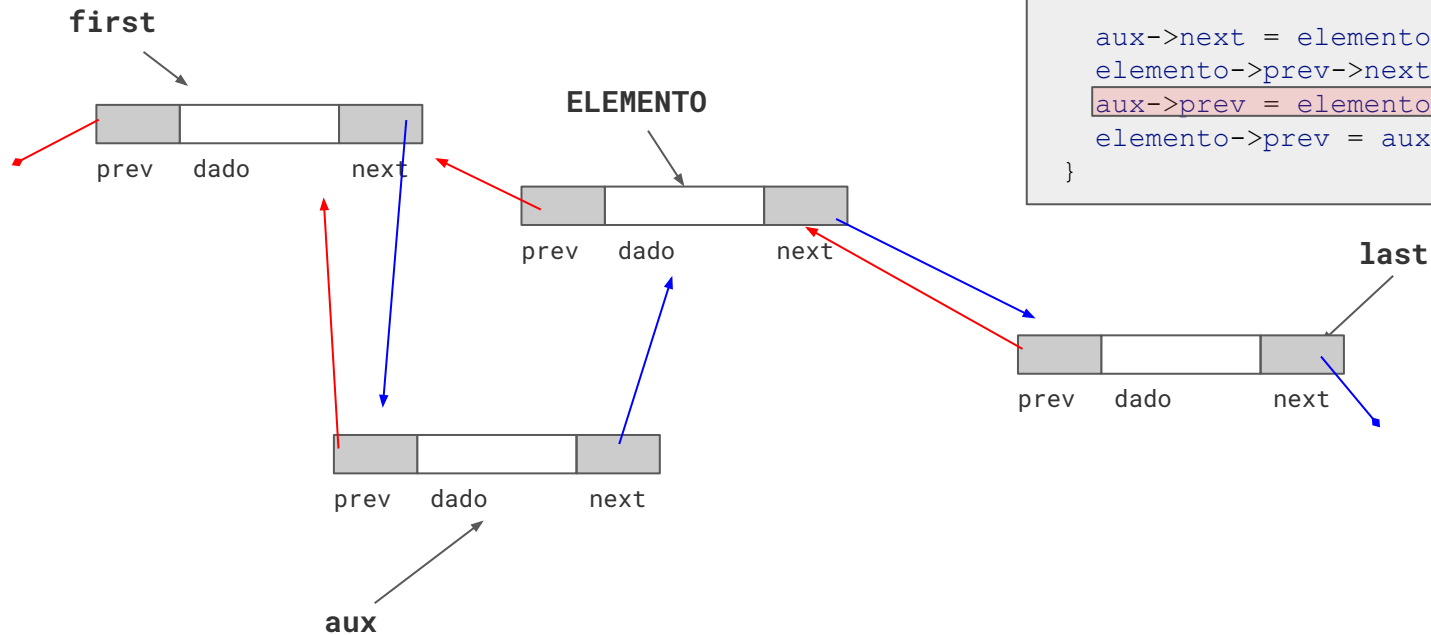 first
aux->next = elemento
elemento->prev->next
aux->prev = elemento
elemento->prev = aux
}
ELEMENTO
prev dado next
prev dado next
last
prev dado next
prev dado next
aux